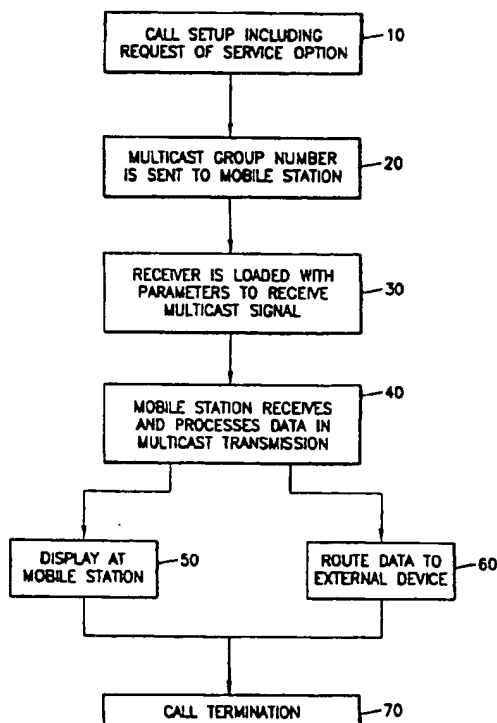 CALL SETUP INCLUDING
REQUEST OF SERVICE OPTION
10
MULTICAST GROUP NUMBER
IS SENT TO MOBILE STATION
20
RECEIVER IS LOADED WITH
PARAMETERS TO RECEIVE
MULTICAST SIGNAL
30
40
MOBILE STATION RECEIVES
AND PROCESSES DATA IN
MULTICAST TRANSMISSION
DISPLAY AT
MOBILE STATION
50
ROUTE DATA TO
EXTERNAL DEVICE
60
CALL TERMINATION
70